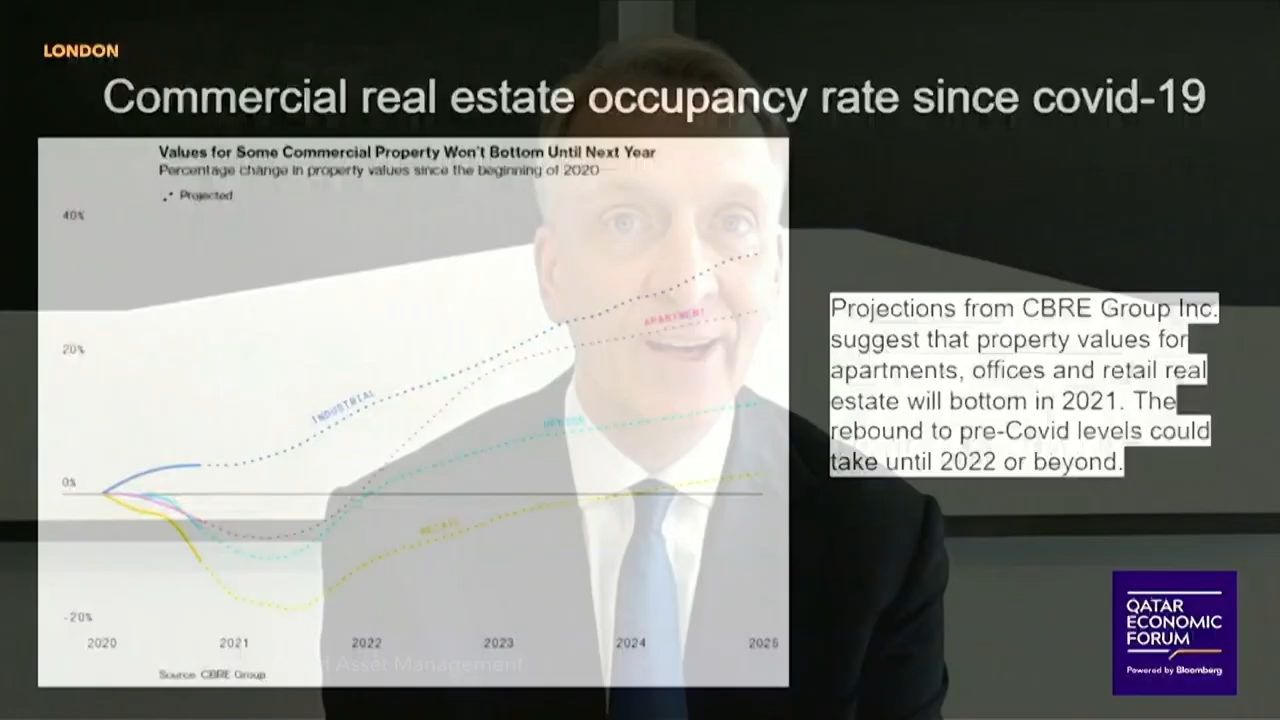 LONDON
Commercial real estate occupancy rate since covid-19
Values for Some Commercial Property Won't Bottom Until Next Year
Percentage change in property values since the beginning of 2020
Projected
40%
20%
0%
-20%
INDUSTRIAL
APARTMENT
RETAIL
2020 2021 2022 2023 2024 2025
Source: CBRE Group
Asset Management
Projections from CBRE Group Inc.
suggest that property values for
apartments, offices and retail real
estate will bottom in 2021. The
rebound to pre-Covid levels could
take until 2022 or beyond.
QATAR
ECONOMIC
FORUM
Powered by Bloomberg